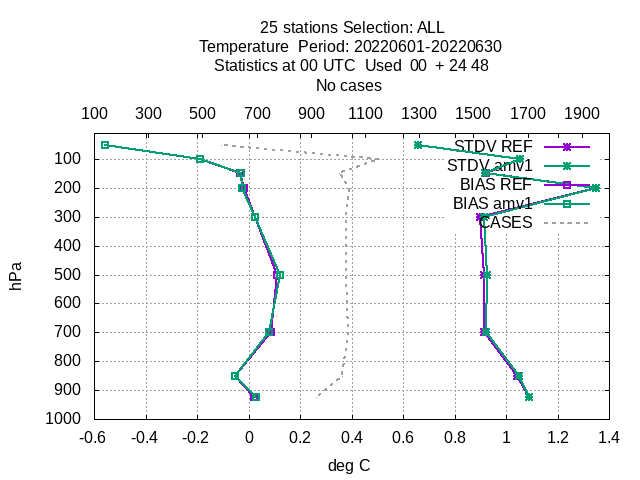 25 stations Selection: ALL
Temperature  Period: 20220601-20220630
Statistics at 00 UTC  Used  00  + 24 48
No cases
100 300 500 700 900 1100 1300 1500 1700 1900
STDV REF
STDV amv1
BIAS REF
BIAS amv1
CASES
100
200
300
400
500
600
700
800
900
1000
hPa
-0.6 -0.4 -0.2 0 0.2 0.4 0.6 0.8 1 1.2 1.4
deg C